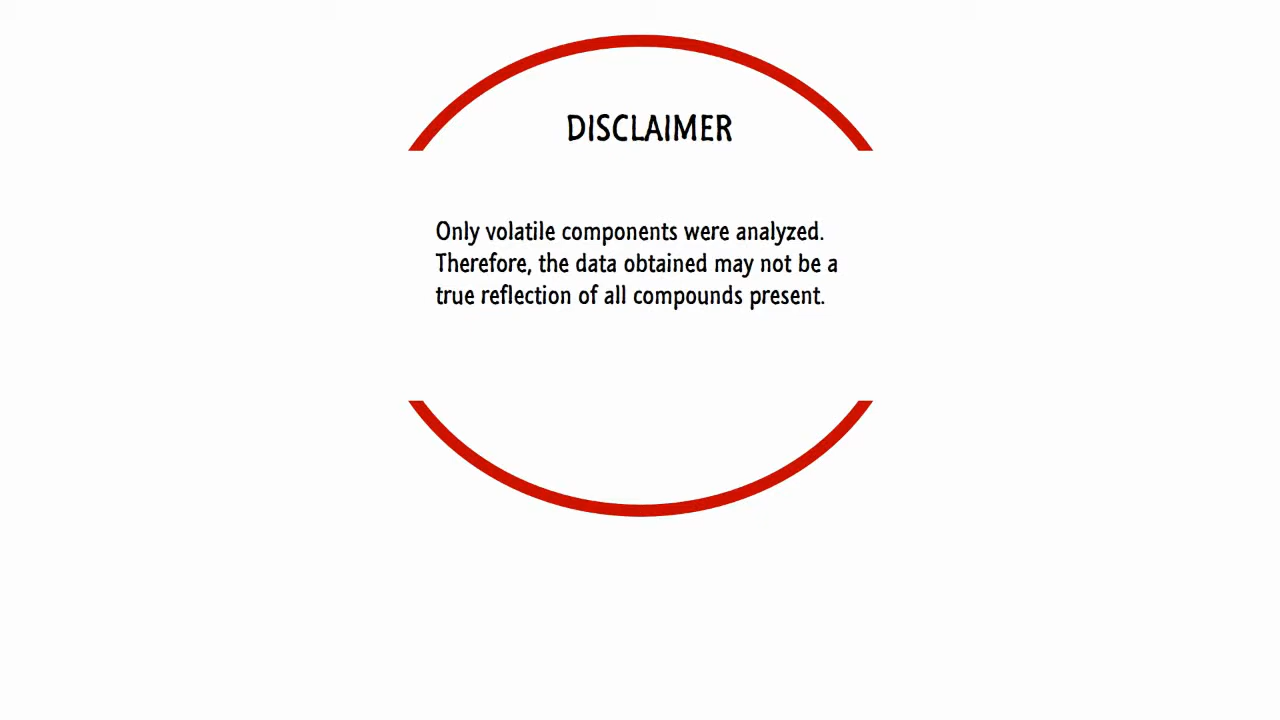 DISCLAIMER
Only volatile components were analyzed.
Therefore, the data obtained may not be a
true reflection of all compounds present.